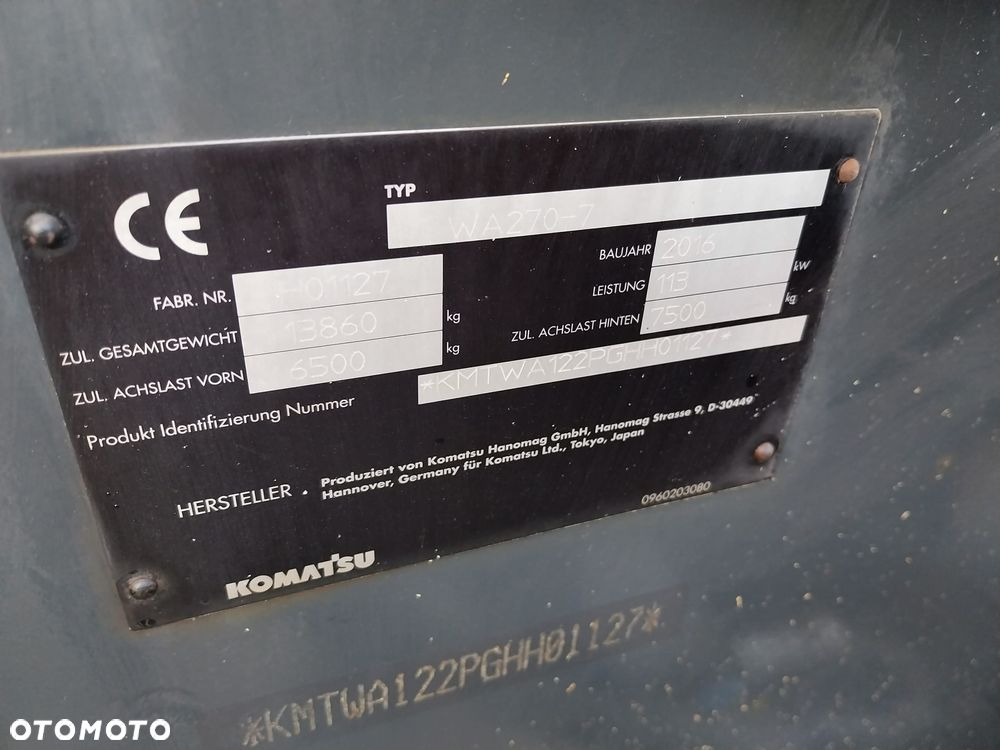 CE
TYP WA270-7
FABR. NR. H01127
BAUJAHR 2016
ZUL. GESAMTGEWICHT 13860 kg
LEISTUNG 113 kW
ZUL. ACHSLAST VORN 6500 kg
ZUL. ACHSLAST HINTEN 7500 kg
Produkt Identifizierung Nummer *KMTWA122PGHH01127*
HERSTELLER . Produziert von Komatsu Hanomag GmbH, Hanomag Strasse 9, D-30449
Hannover, Germany für Komatsu Ltd., Tokyo, Japan
0960203080
KOMATSU
*KMTWA122PGHH01127*
OTOMOTO